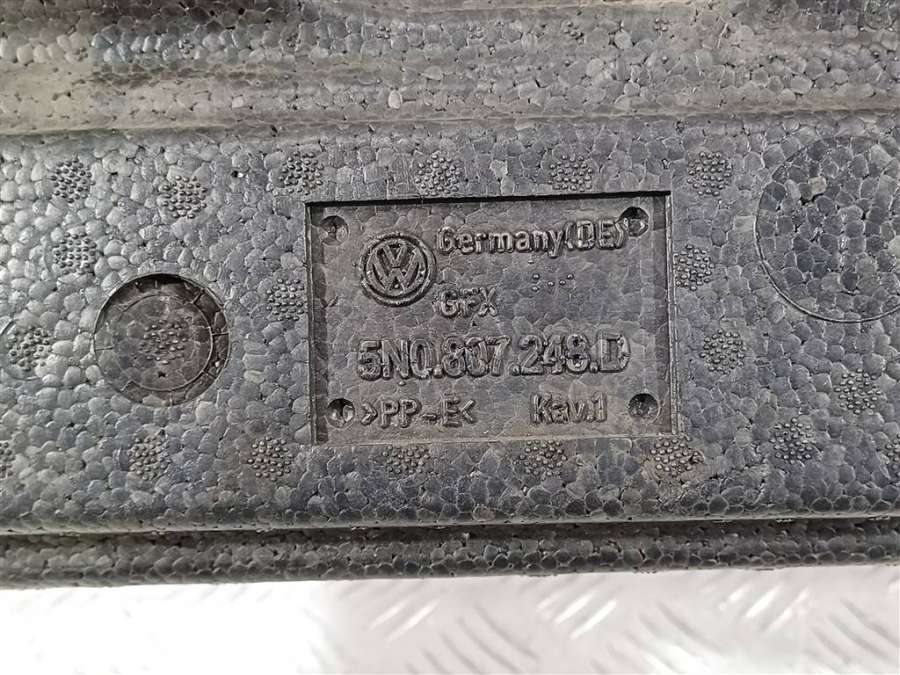 Germany(DE)
GFX
5N0.807.248.D
>PP-E<
Kav.1